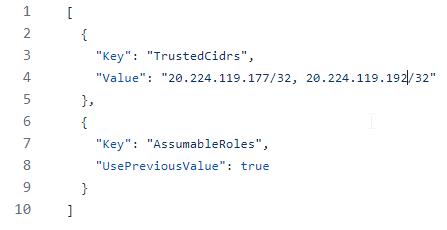 1 [
2 {
3 "Key": "TrustedCidrs",
4 "Value": "20.224.119.177/32, 20.224.119.192/32"
5 },
6 {
7 "Key": "AssumableRoles",
8 "UsePreviousValue": true
9 }
10 ]